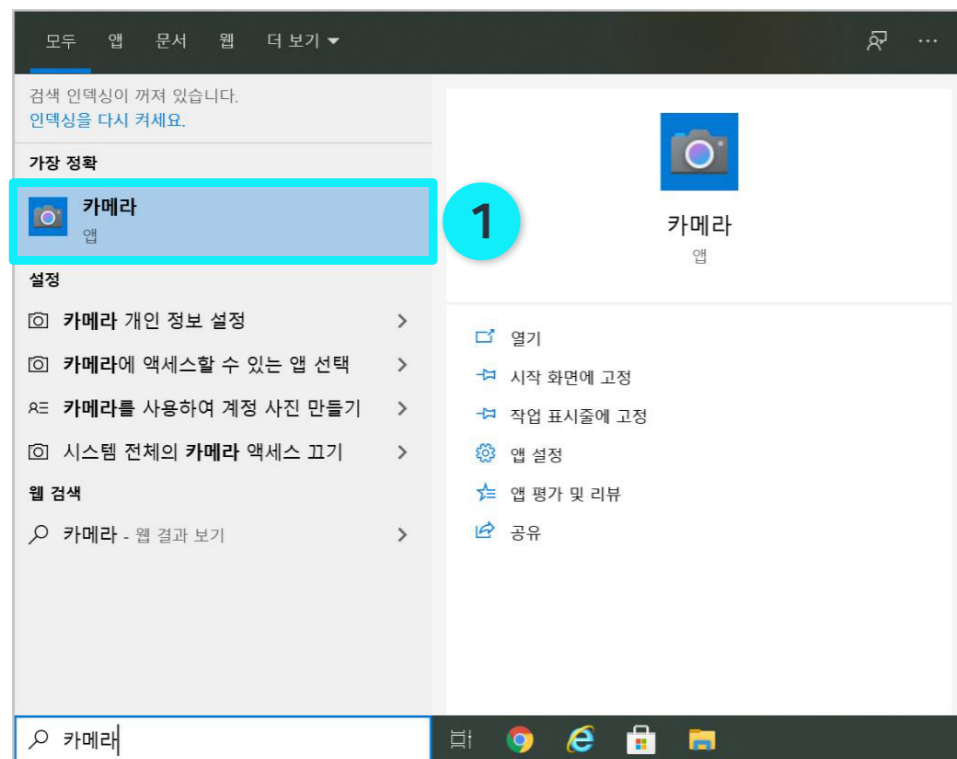 모두 앱 문서 웹 더 보기
검색 인덱싱이 꺼져 있습니다.
인덱싱을 다시 켜세요.
가장 정확
카메라
앱
1
설정
카메라 개인 정보 설정
카메라에 액세스할 수 있는 앱 선택
카메라를 사용하여 계정 사진 만들기
시스템 전체의 카메라 액세스 끄기
웹 검색
카메라 - 웹 결과 보기
카메라
앱
열기
시작 화면에 고정
작업 표시줄에 고정
앱 설정
앱 평가 및 리뷰
공유
카메라